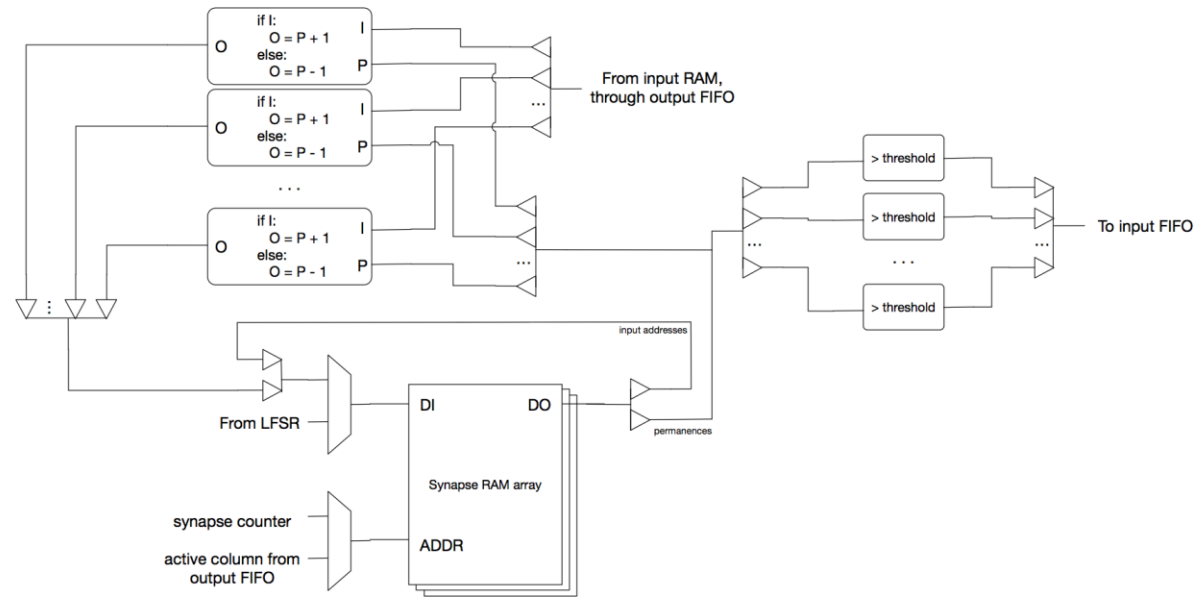 if I:
O = P + 1
else:
O = P - 1
O
I
P
if I:
O = P + 1
else:
O = P - 1
O
I
P
...
if I:
O = P + 1
else:
O = P - 1
O
I
P
...
From input RAM,
through output FIFO
...
...
...
> threshold
> threshold
...
> threshold
...
To input FIFO
input addresses
permanences
From LFSR
DI
DO
Synapse RAM array
ADDR
synapse counter
active column from
output FIFO